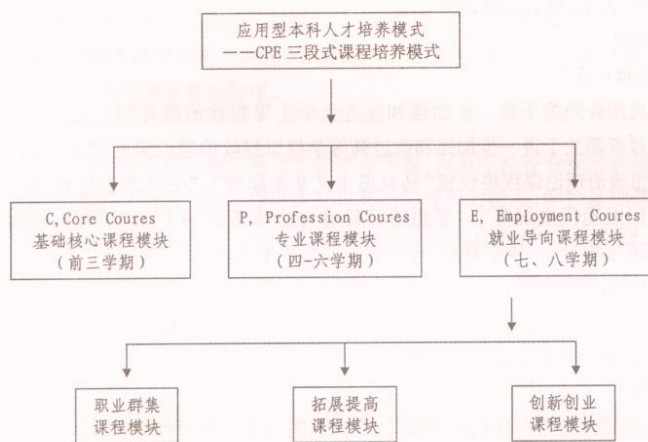 应用型本科人才培养模式
——CPE 三段式课程培养模式
C,Core Coures
基础核心课程模块
(前三学期)
P, Profession Coures
专业课程模块
(四-六学期)
E, Employment Coures
就业导向课程模块
(七、八学期)
职业群集
课程模块
拓展提高
课程模块
创新创业
课程模块